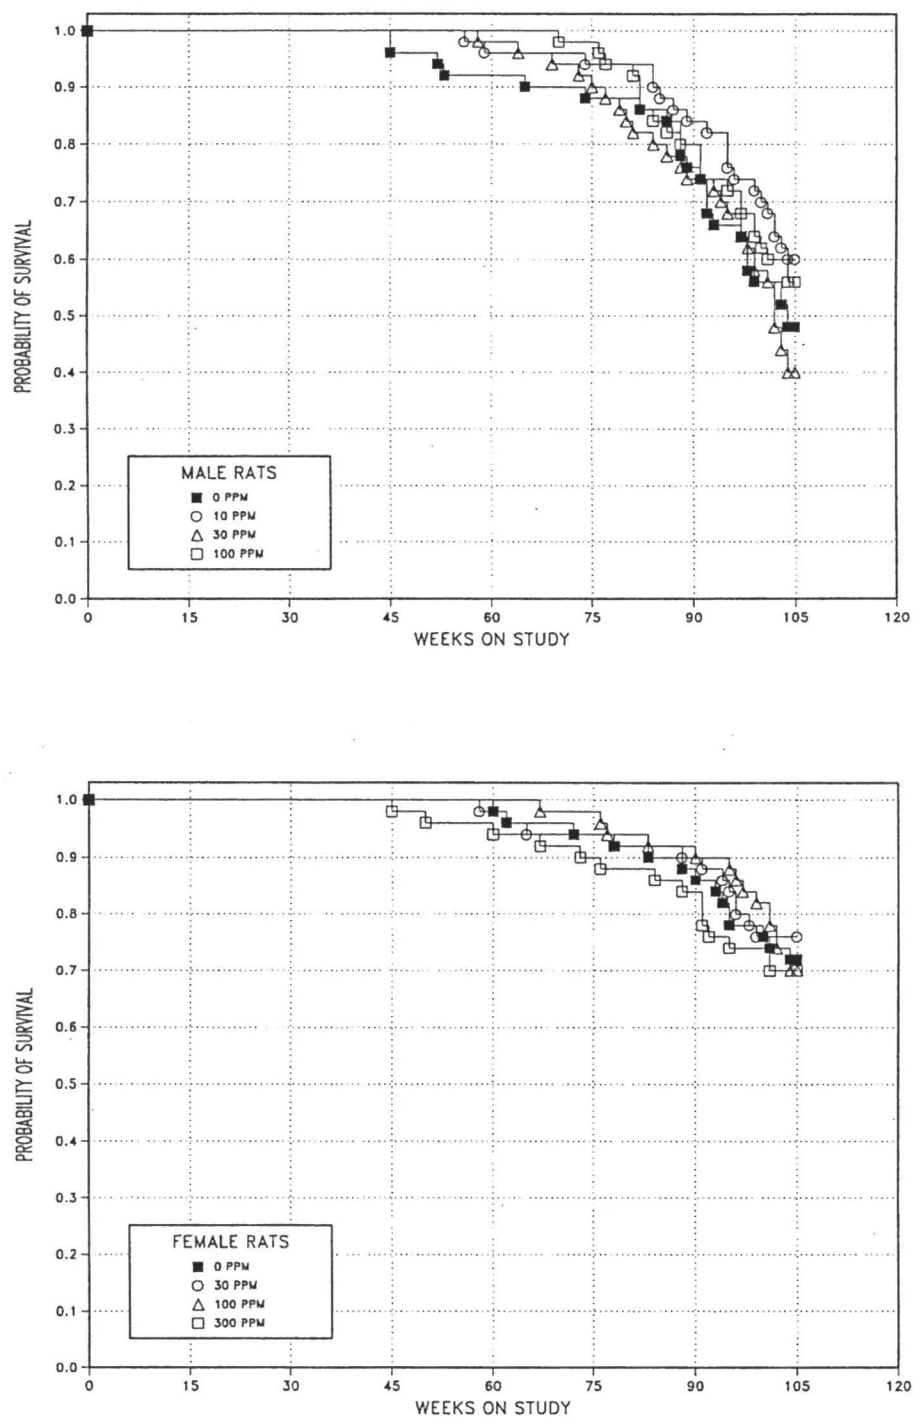 1.0
0.9
0.8
0.7
0.6
0.5
0.4
0.3
0.2
0.1
0.0
PROBABILITY OF SURVIVAL
MALE RATS
0 PPM
10 PPM
30 PPM
100 PPM
0 15 30 45 60 75 90 105 120
WEEKS ON STUDY
1.0
0.9
0.8
0.7
0.6
0.5
0.4
0.3
0.2
0.1
0.0
PROBABILITY OF SURVIVAL
FEMALE RATS
0 PPM
30 PPM
100 PPM
300 PPM
0 15 30 45 60 75 90 105 120
WEEKS ON STUDY